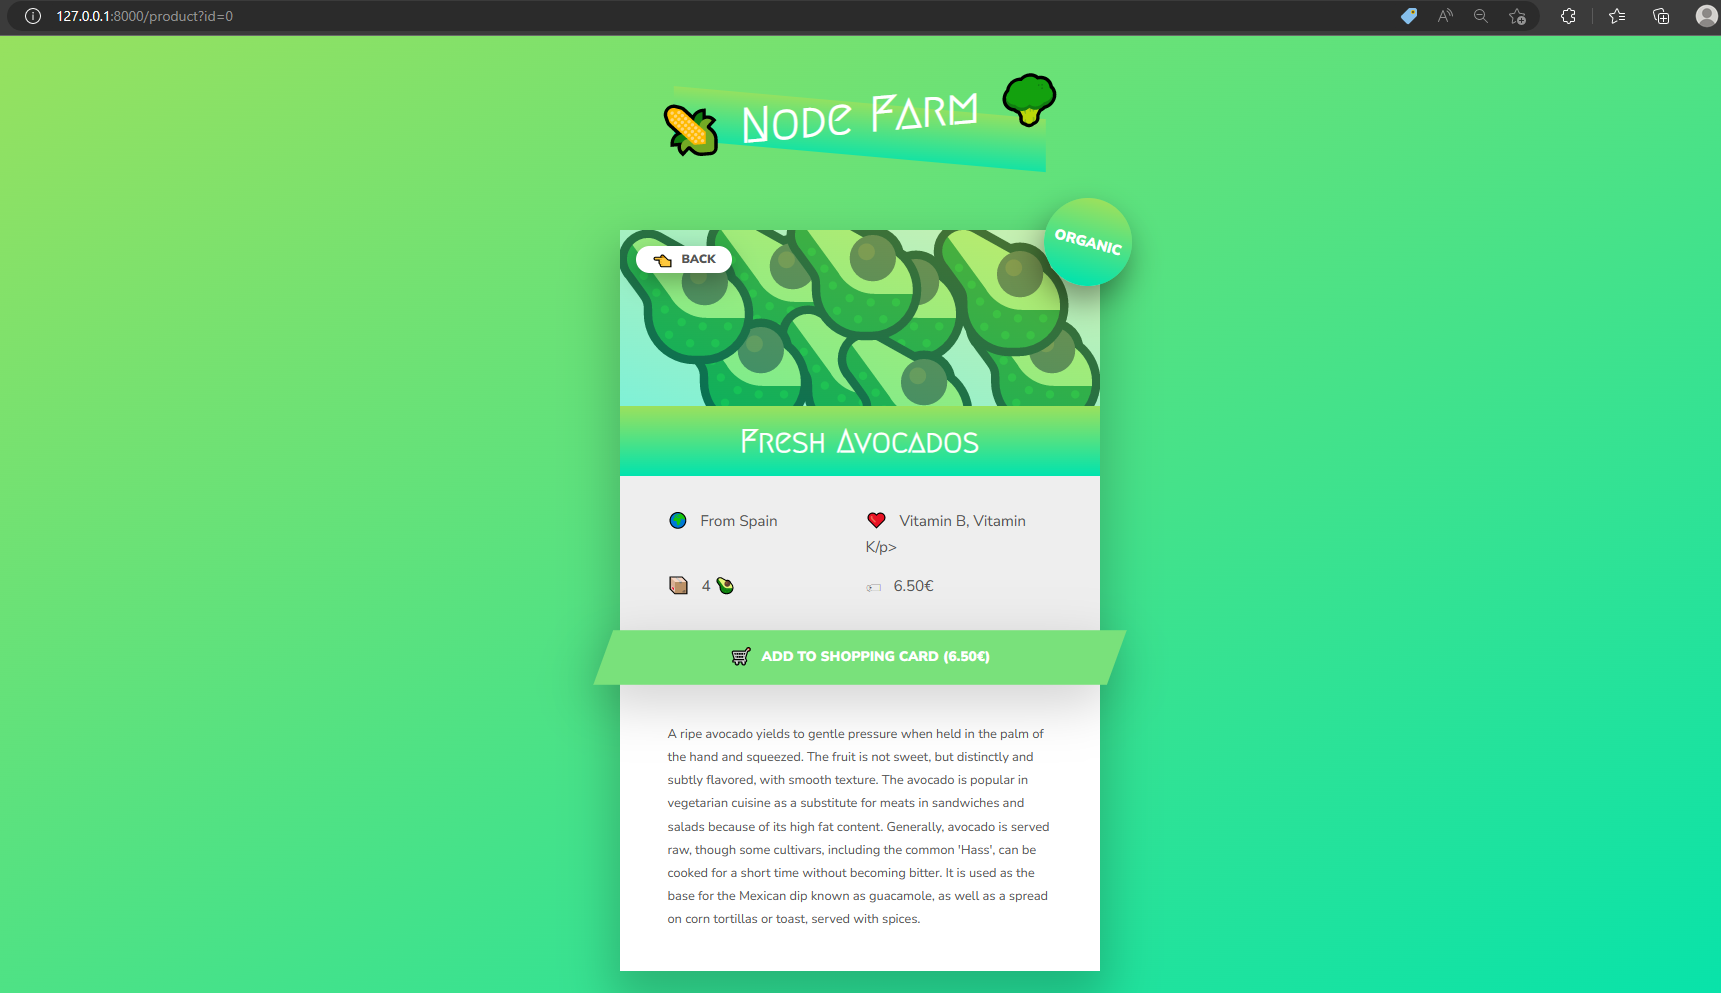 127.0.0.1:8000/product?id=0
Node Farm
ORGANIC
BACK
Fresh Avocados
From Spain
Vitamin B, Vitamin
K/p>
4
6.50€
ADD TO SHOPPING CARD (6.50€)
A ripe avocado yields to gentle pressure when held in the palm of
the hand and squeezed. The fruit is not sweet, but distinctly and
subtly flavored, with smooth texture. The avocado is popular in
vegetarian cuisine as a substitute for meats in sandwiches and
salads because of its high fat content. Generally, avocado is served
raw, though some cultivars, including the common 'Hass', can be
cooked for a short time without becoming bitter. It is used as the
base for the Mexican dip known as guacamole, as well as a spread
on corn tortillas or toast, served with spices.